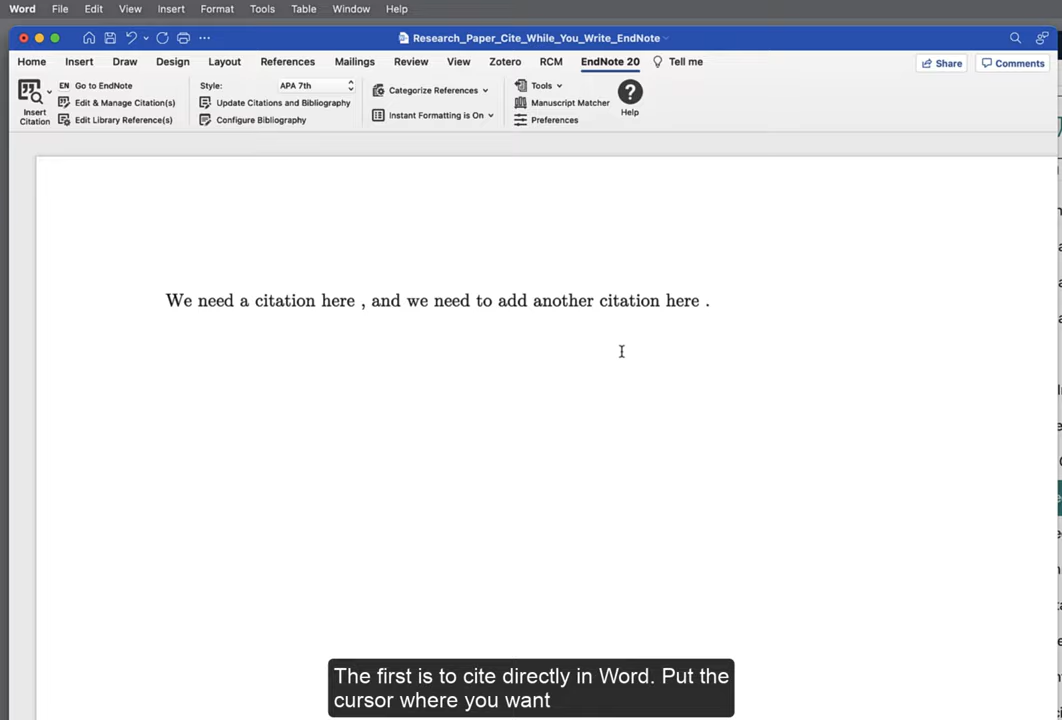 Word File Edit View Insert Format Tools Table Window Help
Research_Paper_Cite_While_You_Write_EndNote
Home Insert Draw Design Layout References Mailings Review View Zotero RCM EndNote 20 Tell me Share Comments
Insert Citation
EN Go to EndNote
Edit & Manage Citation(s)
Edit Library Reference(s)
Style: APA 7th
Update Citations and Bibliography
Configure Bibliography
Categorize References
Instant Formatting is On
Tools
Manuscript Matcher
Preferences
? Help
We need a citation here , and we need to add another citation here .
The first is to cite directly in Word. Put the
cursor where you want